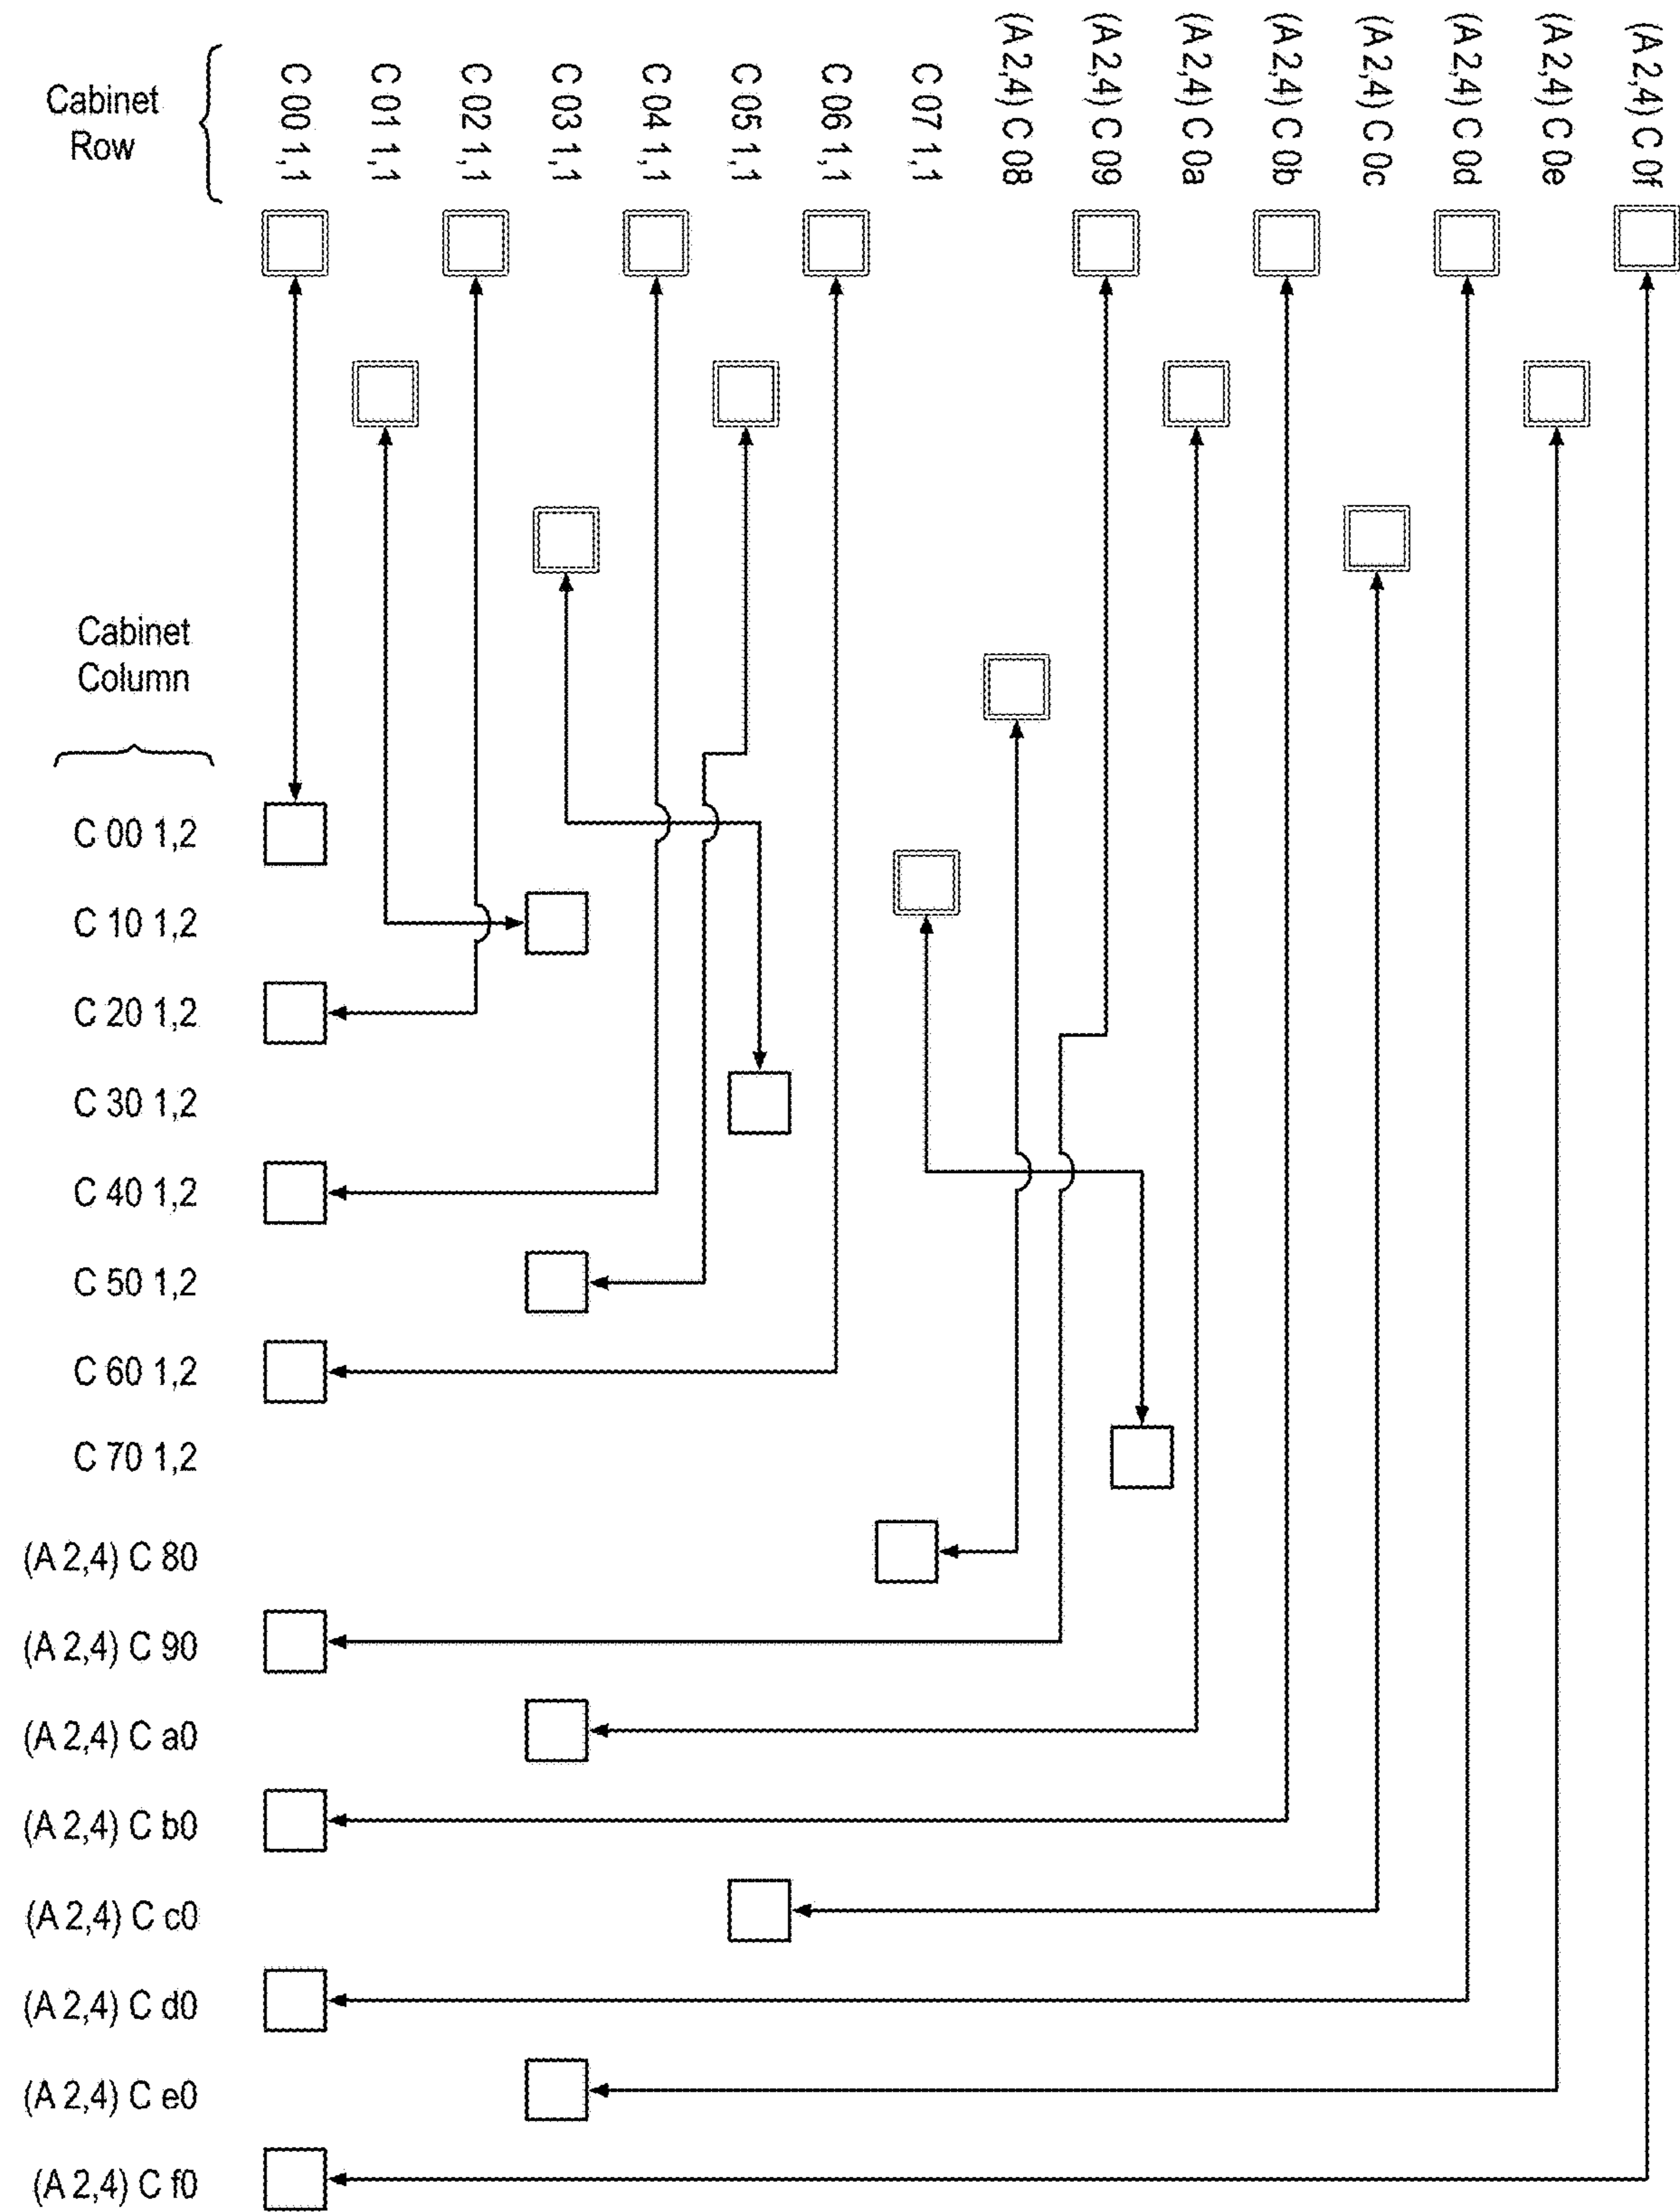 Cabinet
Row
C 00 1,1
C 01 1,1
C 02 1,1
C 03 1,1
C 04 1,1
C 05 1,1
C 06 1,1
C 07 1,1
(A 2,4) C 08
(A 2,4) C 09
(A 2,4) C 0a
(A 2,4) C 0b
(A 2,4) C 0c
(A 2,4) C 0d
(A 2,4) C 0e
(A 2,4) C 0f
Cabinet
Column
C 00 1,2
C 10 1,2
C 20 1,2
C 30 1,2
C 40 1,2
C 50 1,2
C 60 1,2
C 70 1,2
(A 2,4) C 80
(A 2,4) C 90
(A 2,4) C a0
(A 2,4) C b0
(A 2,4) C c0
(A 2,4) C d0
(A 2,4) C e0
(A 2,4) C f0